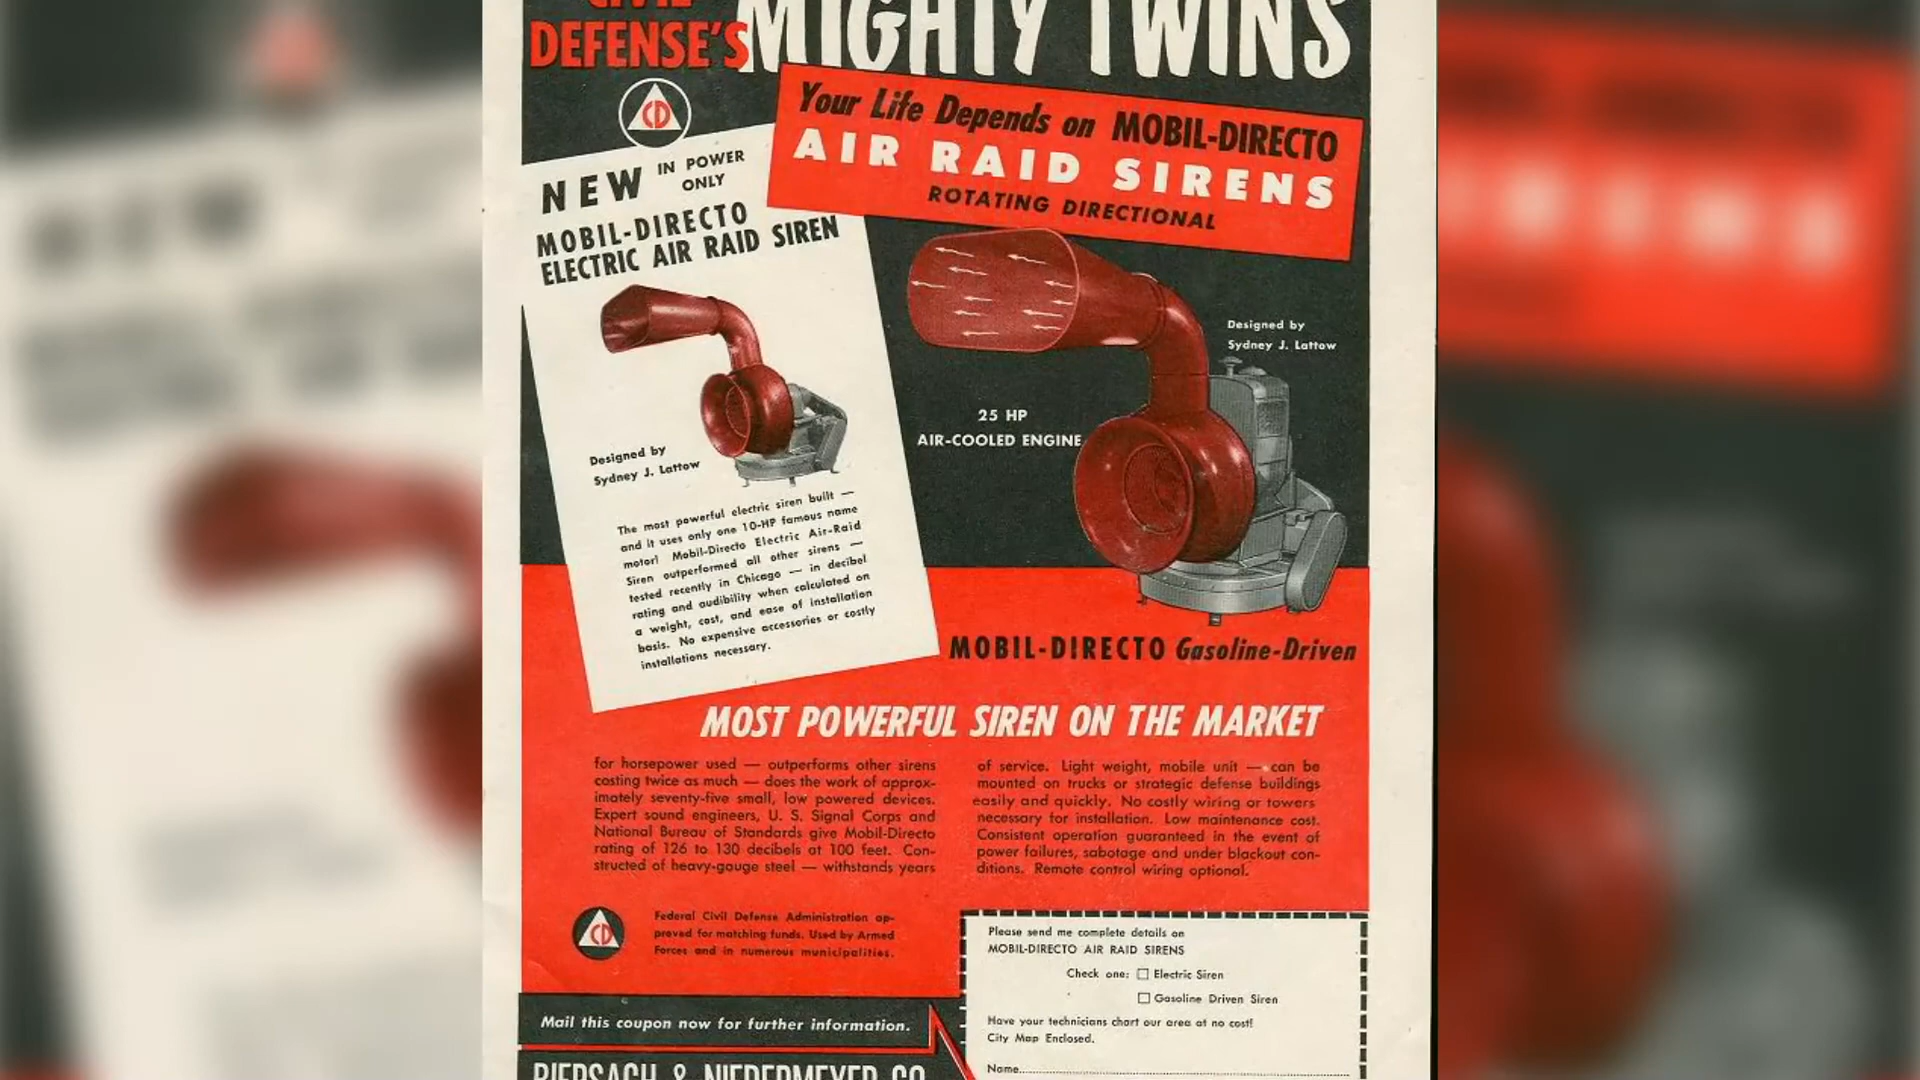 CIVIL
DEFENSE'S
MIGHTY TWINS
CD
Your Life Depends on MOBIL-DIRECTO
AIR RAID SIRENS
ROTATING DIRECTIONAL
NEW IN POWER
ONLY
MOBIL-DIRECTO
ELECTRIC AIR RAID SIREN
Designed by
Sydney J. Lattow
The most powerful electric siren built —
and it uses only one 10-HP famous name
motor! Mobil-Directo Electric Air-Raid
Siren outperformed all other sirens —
tested recently in Chicago — in decibel
rating and audibility when calculated on
a weight, cost, and ease of installation
basis. No expensive accessories or costly
installations necessary.
Designed by
Sydney J. Lattow
25 HP
AIR-COOLED ENGINE
MOBIL-DIRECTO Gasoline-Driven
MOST POWERFUL SIREN ON THE MARKET
for horsepower used — outperforms other sirens
costing twice as much — does the work of approx-
imately seventy-five small, low powered devices.
Expert sound engineers, U. S. Signal Corps and
National Bureau of Standards give Mobil-Directo
rating of 126 to 130 decibels at 100 feet. Con-
structed of heavy-gauge steel — withstands years
of service. Light weight, mobile unit — can be
mounted on trucks or strategic defense buildings
easily and quickly. No costly wiring or towers
necessary for installation. Low maintenance cost.
Consistent operation guaranteed in the event of
power failures, sabotage and under blackout con-
ditions. Remote control wiring optional.
CD
Federal Civil Defense Administration ap-
proved for matching funds. Used by Armed
Forces and in numerous municipalities.
Mail this coupon now for further information.
BIERSACH & NIEDERMEYER CO.
Please send me complete details on
MOBIL-DIRECTO AIR RAID SIRENS
Check one: Electric Siren
Gasoline Driven Siren
Have your technicians chart our area at no cost!
City Map Enclosed.
Name